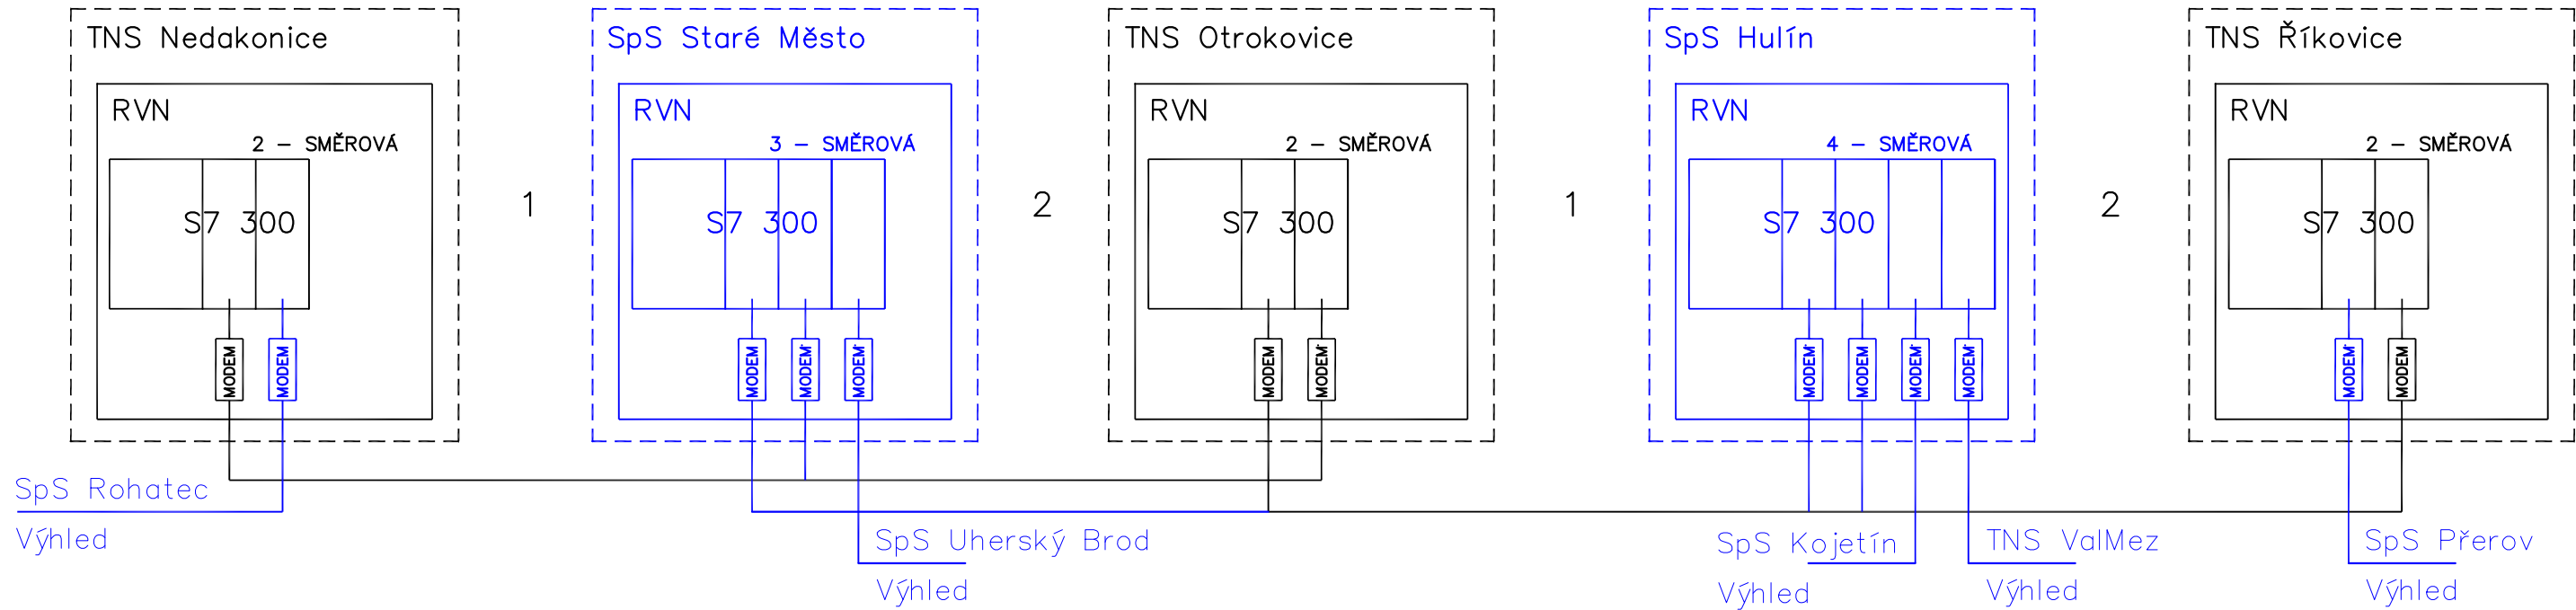 TNS Nedakonice
RVN
2 - SMĚROVÁ
S7 300
MODEM
MODEM
SpS Rohatec
Výhled
1
SpS Staré Město
RVN
3 - SMĚROVÁ
S7 300
MODEM
MODEM
MODEM
SpS Uherský Brod
Výhled
2
TNS Otrokovice
RVN
2 - SMĚROVÁ
S7 300
MODEM
MODEM
1
SpS Hulín
RVN
4 - SMĚROVÁ
S7 300
MODEM
MODEM
MODEM
MODEM
SpS Kojetín
Výhled
TNS ValMez
Výhled
2
TNS Říkovice
RVN
2 - SMĚROVÁ
S7 300
MODEM
MODEM
SpS Přerov
Výhled